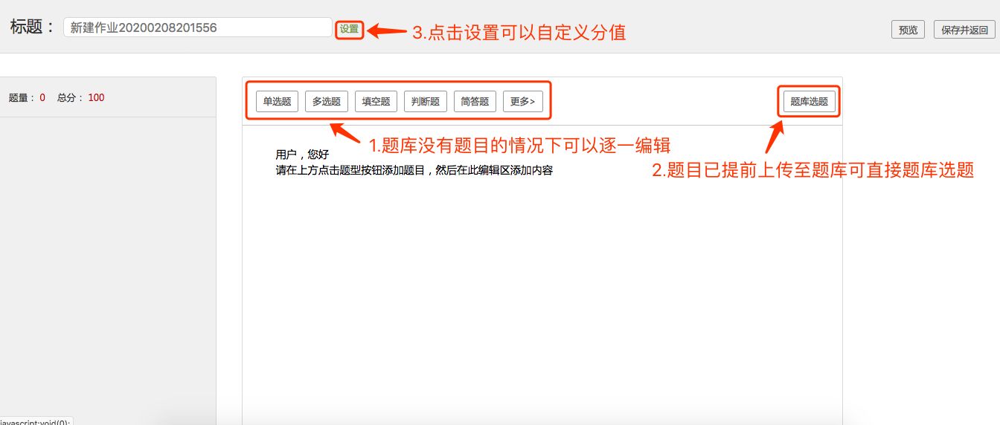 标题： 新建作业20200208201556 设置 3.点击设置可以自定义分值 预览 保存并返回
题量： 0 总分： 100
单选题 多选题 填空题 判断题 简答题 更多> 题库选题
1.题库没有题目的情况下可以逐一编辑
用户，您好
2.题目已提前上传至题库可直接题库选题
请在上方点击题型按钮添加题目，然后在此编辑区添加内容
javascript:void(0);